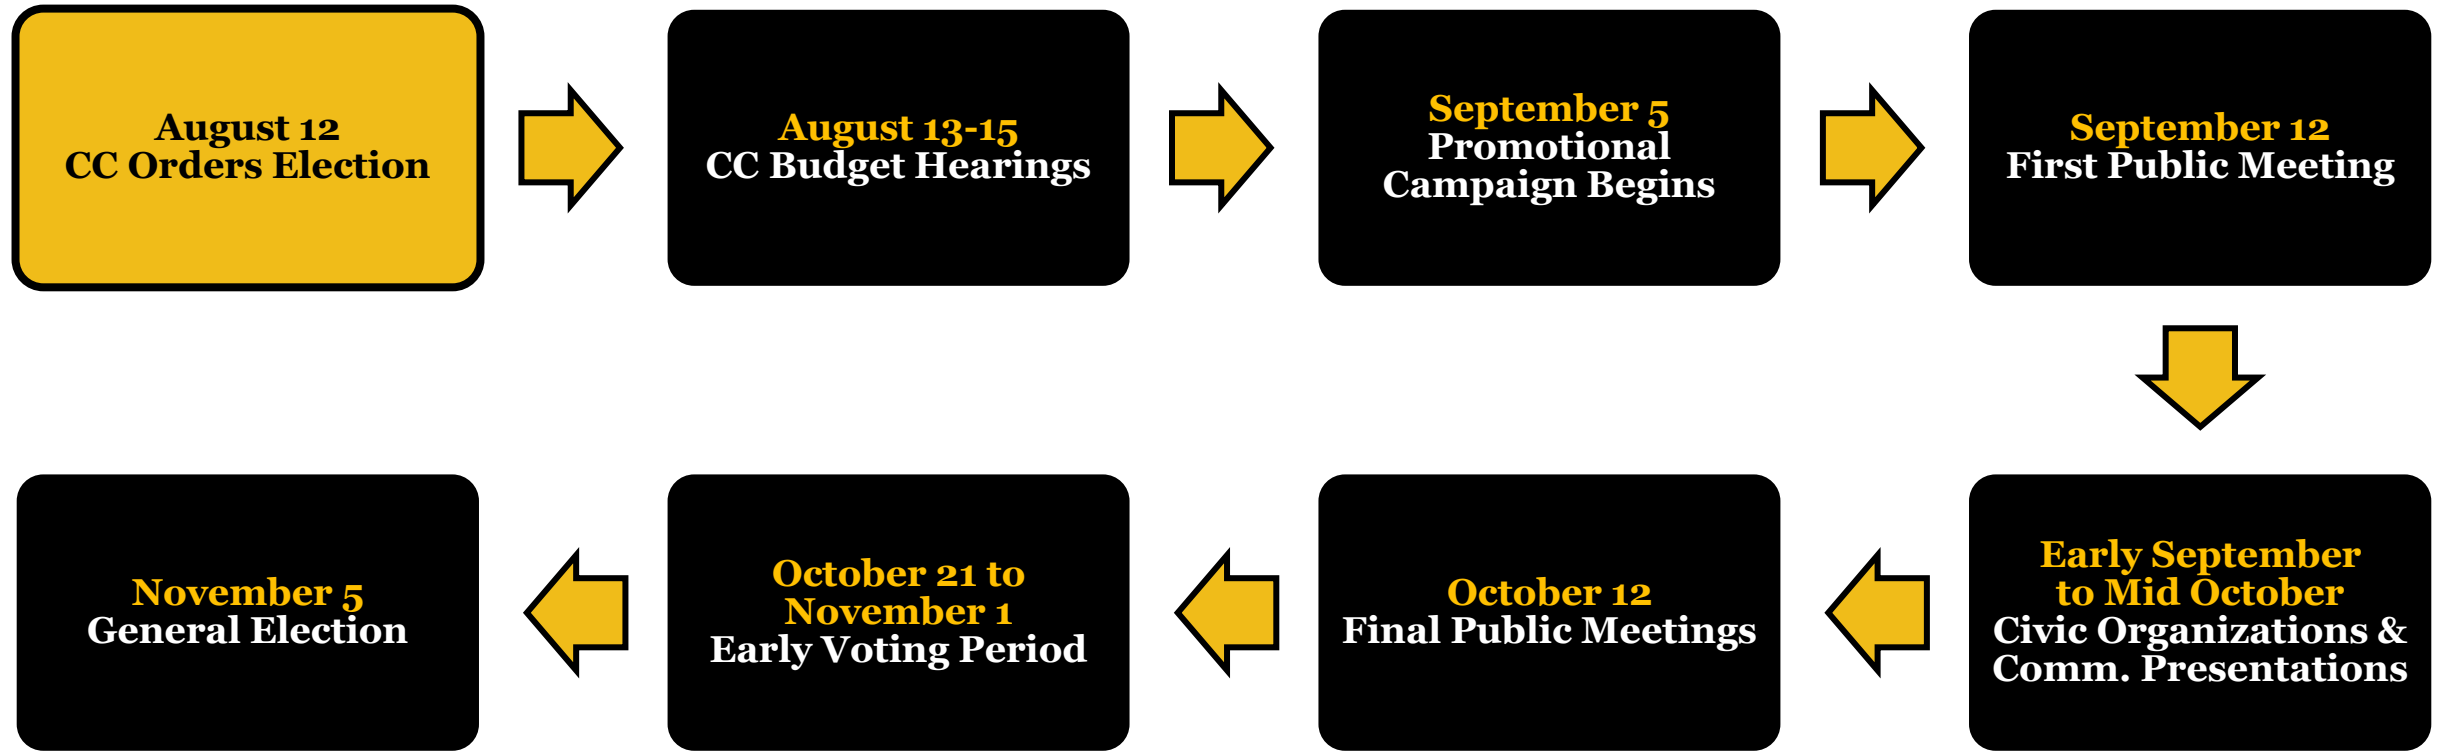 August 12
CC Orders Election
August 13-15
CC Budget Hearings
September 5
Promotional
Campaign Begins
September 12
First Public Meeting
Early September
to Mid October
Civic Organizations &
Comm. Presentations
October 12
Final Public Meetings
October 21 to
November 1
Early Voting Period
November 5
General Election